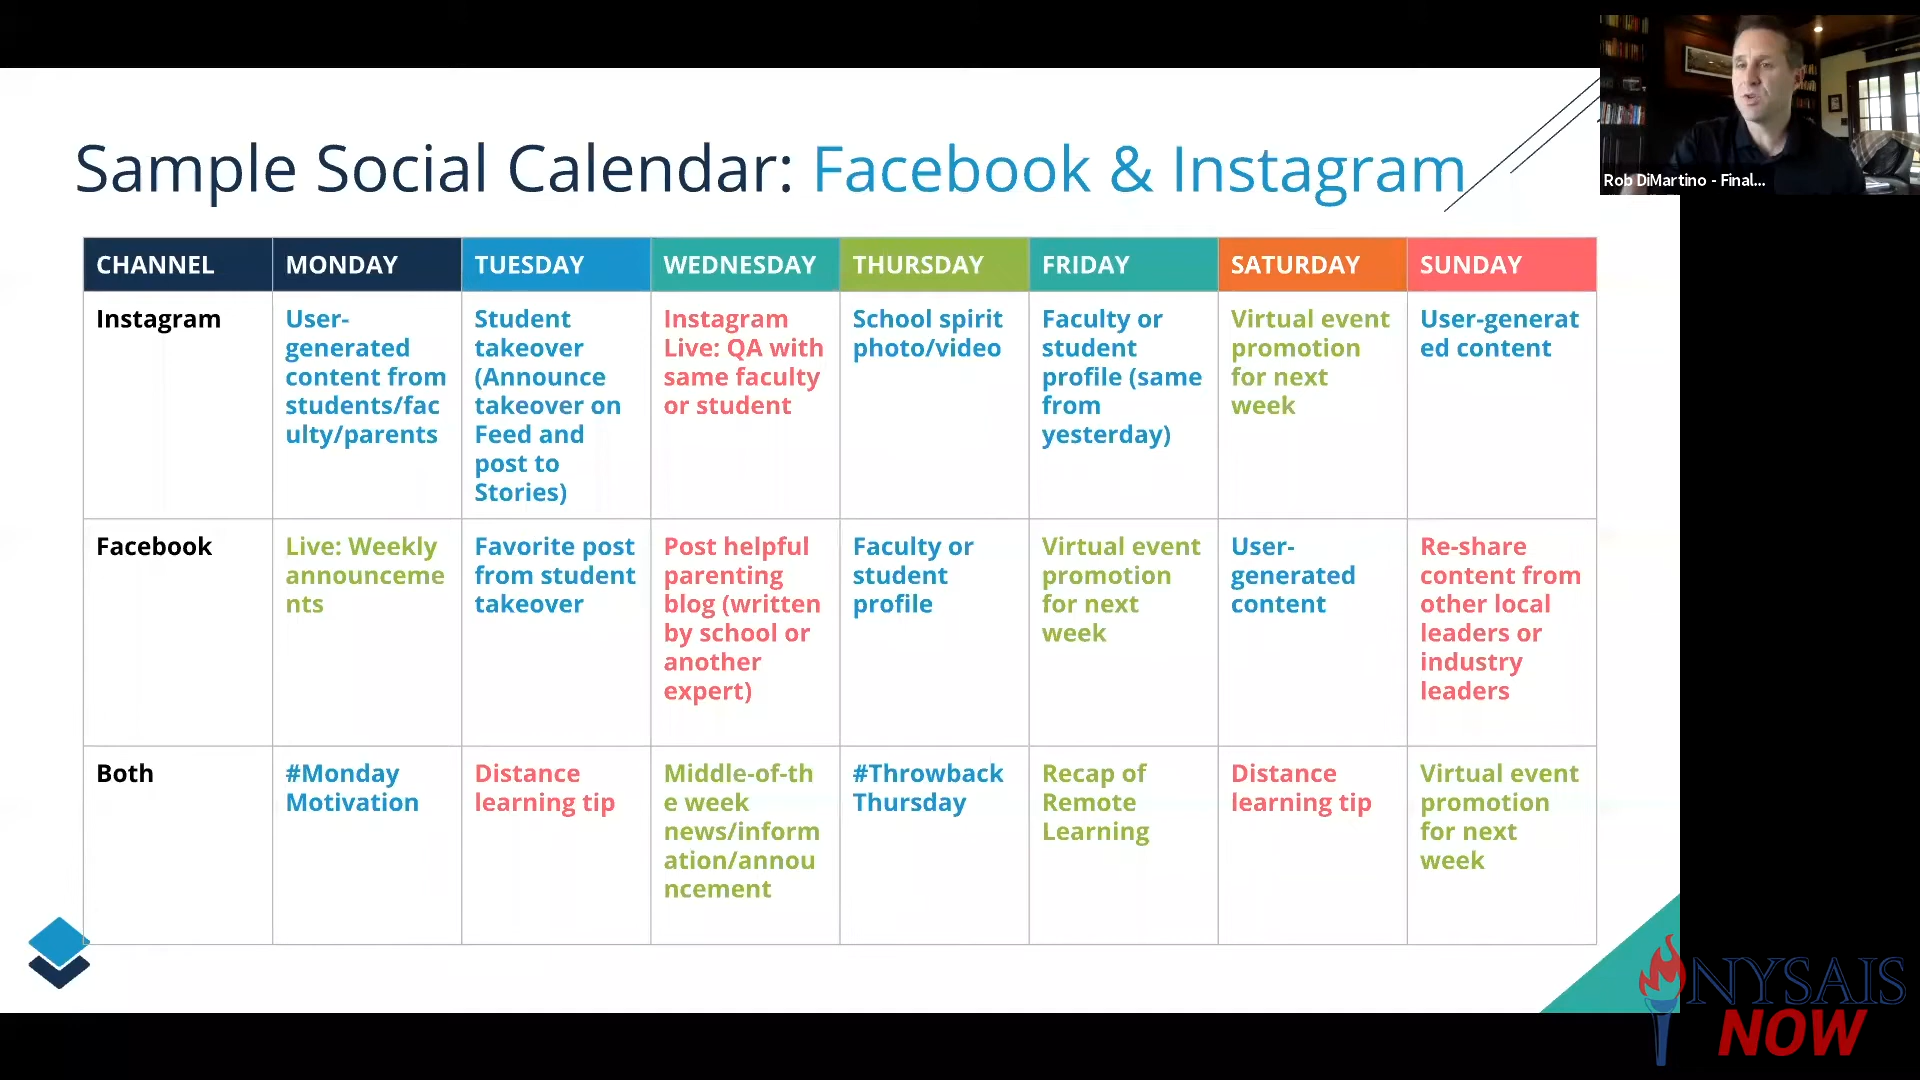 Rob DiMartino - Final...
Sample Social Calendar: Facebook & Instagram
CHANNEL
MONDAY
TUESDAY
WEDNESDAY
THURSDAY
FRIDAY
SATURDAY
SUNDAY
Instagram
User-
generated
content from
students/fac
ulty/parents
Student
takeover
(Announce
takeover on
Feed and
post to
Stories)
Instagram
Live: QA with
same faculty
or student
School spirit
photo/video
Faculty or
student
profile (same
from
yesterday)
Virtual event
promotion
for next
week
User-generat
ed content
Facebook
Live: Weekly
announceme
nts
Favorite post
from student
takeover
Post helpful
parenting
blog (written
by school or
another
expert)
Faculty or
student
profile
Virtual event
promotion
for next
week
User-
generated
content
Re-share
content from
other local
leaders or
industry
leaders
Both
#Monday
Motivation
Distance
learning tip
Middle-of-th
e week
news/inform
ation/annou
ncement
#Throwback
Thursday
Recap of
Remote
Learning
Distance
learning tip
Virtual event
promotion
for next
week
NYSAIS
NOW